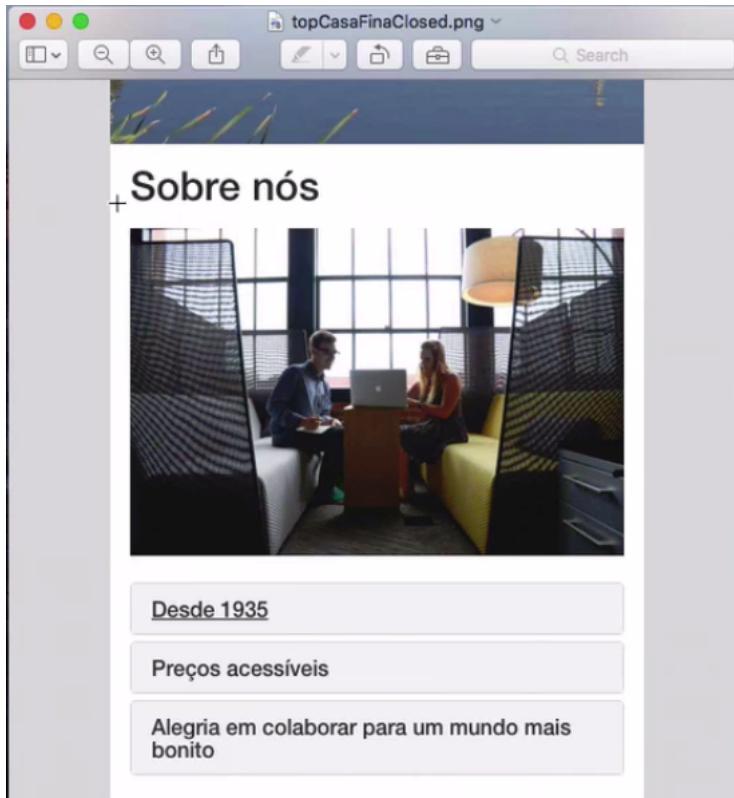 topCasaFinaClosed.png
Search
Sobre nós
Desde 1935
Preços acessíveis
Alegria em colaborar para um mundo mais
bonito